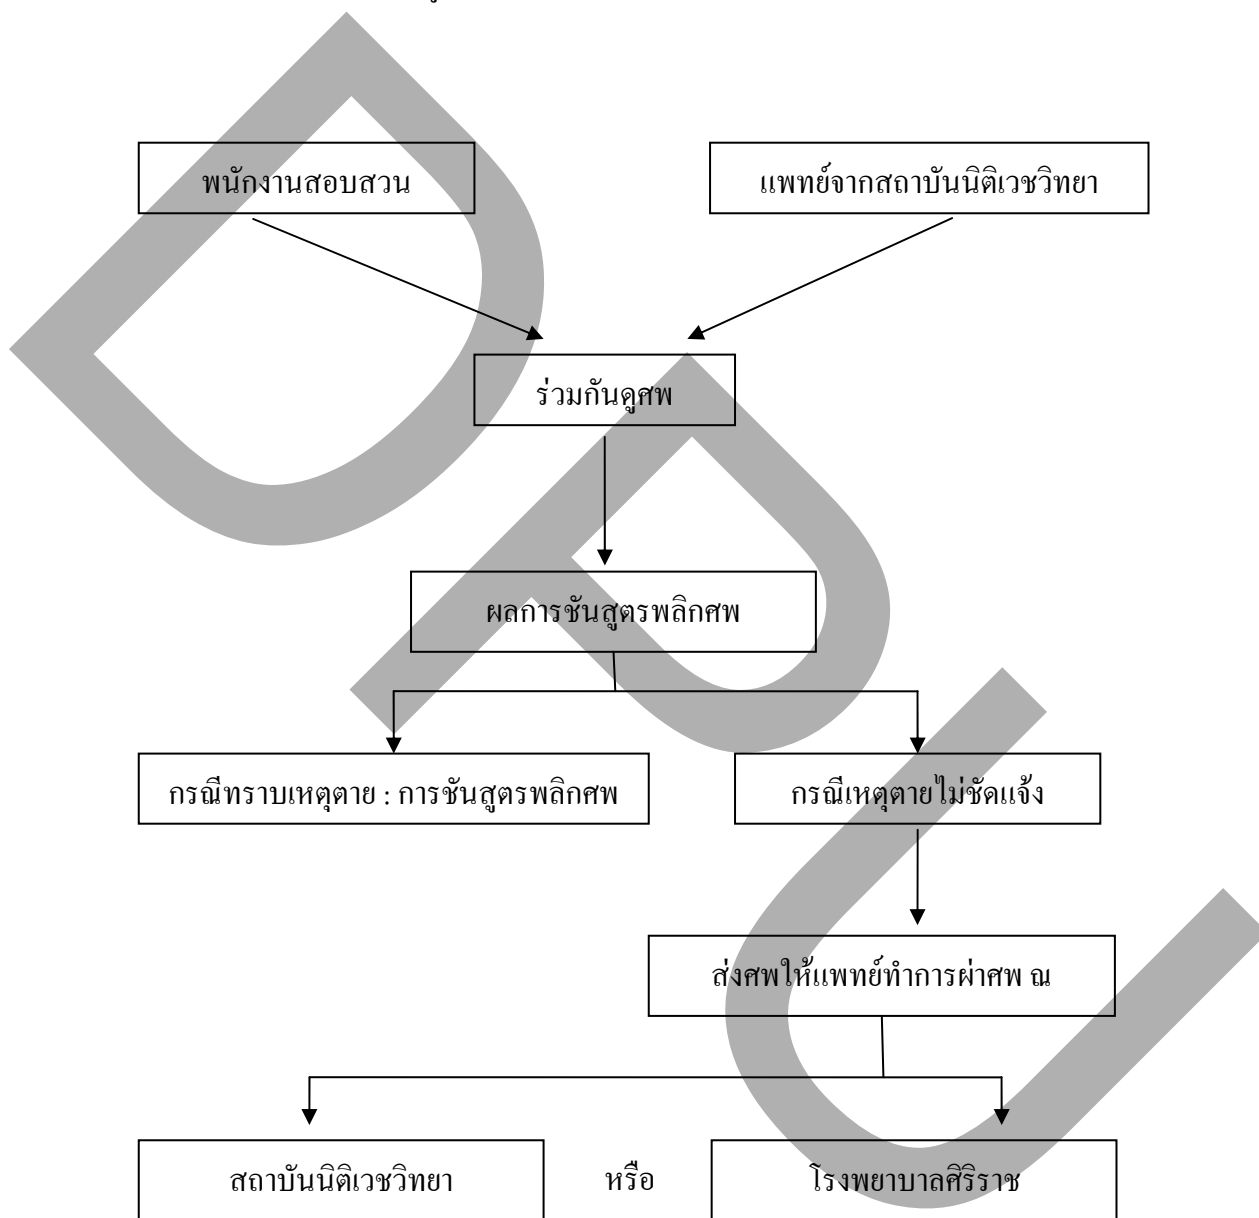 พนักงานสอบสวน
แพทย์จากสถาบันนิติเวชวิทยา
ร่วมกันดูศพ
ผลการชันสูตรพลิกศพ
กรณีทราบเหตุตาย : การชันสูตรพลิกศพ
กรณีเหตุตายไม่ชัดแจ้ง
ส่งศพให้แพทย์ทำการผ่าศพ ณ
สถาบันนิติเวชวิทยา
หรือ
โรงพยาบาลศิริราช
DPU